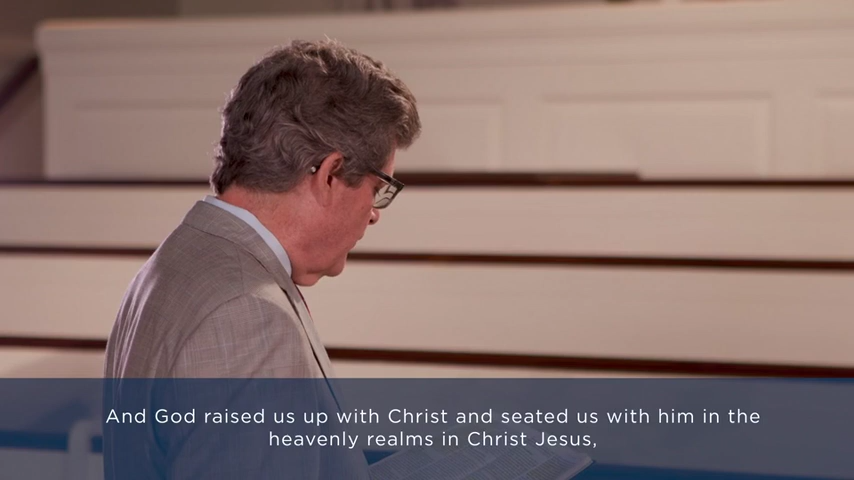 And God raised us up with Christ and seated us with him in the
heavenly realms in Christ Jesus,